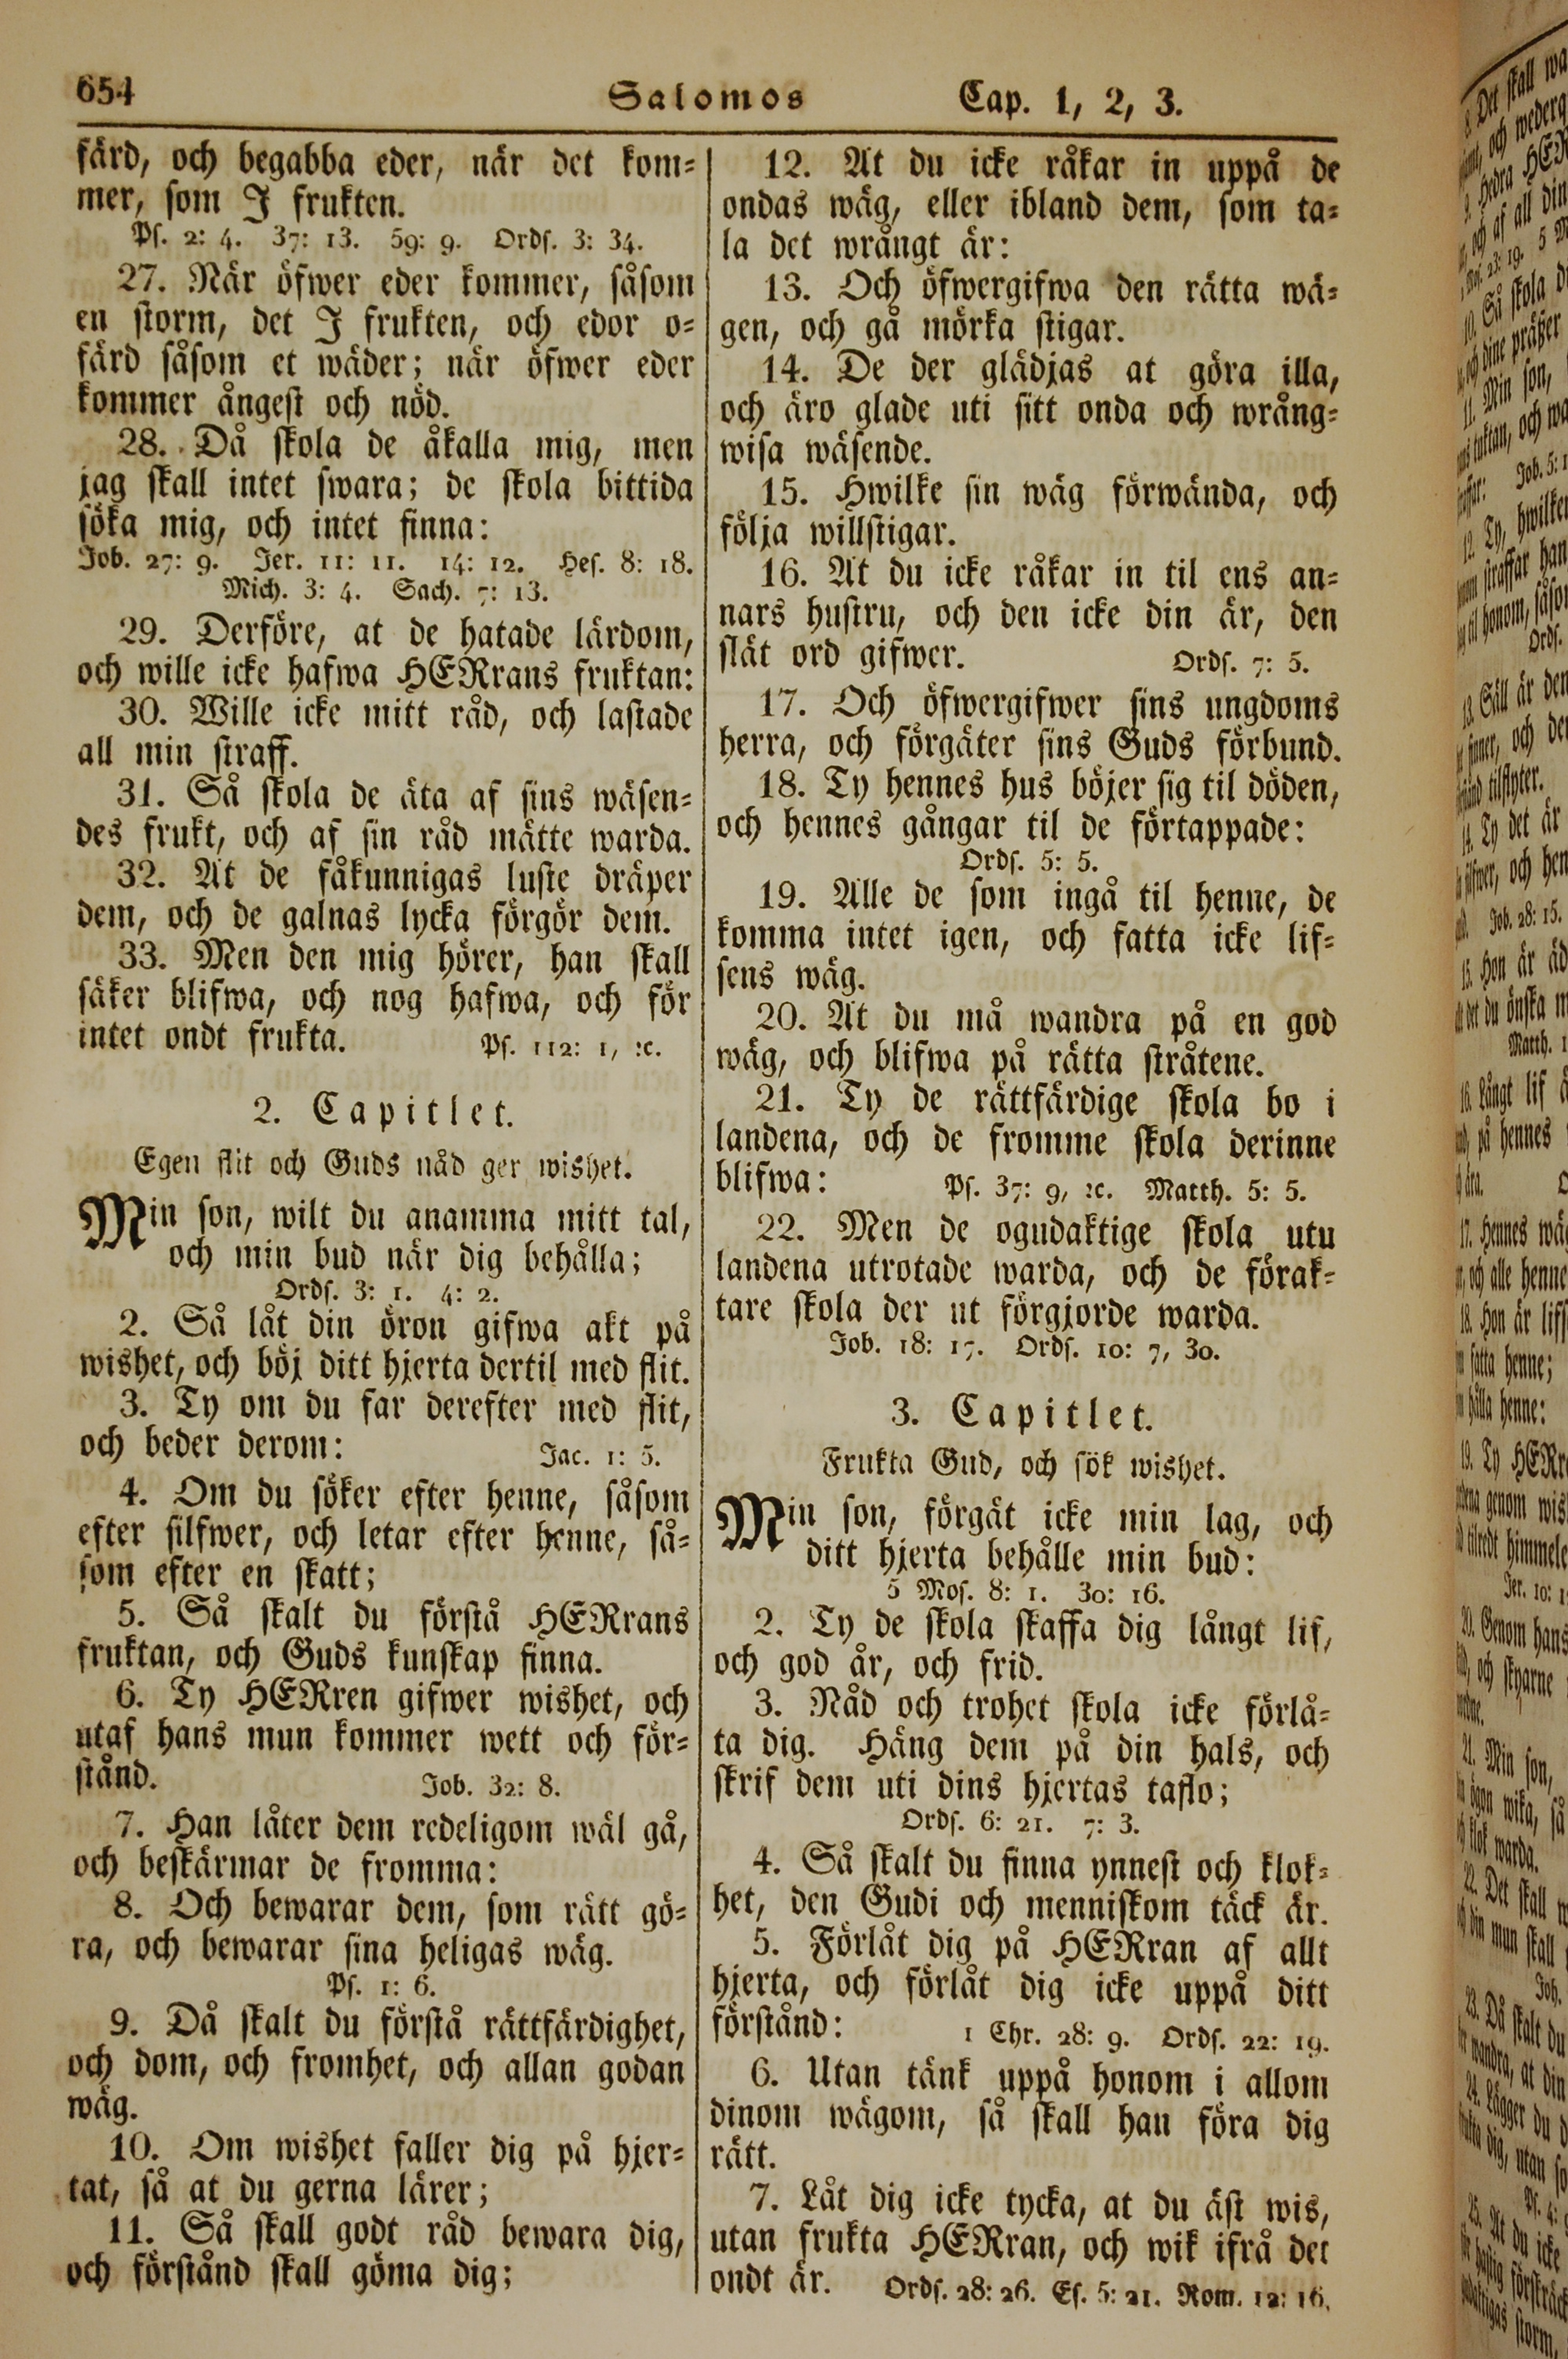 654
Salomos
Cap. 1, 2, 3.
färd, och begabba eder, när det kom-
mer, som I frukten.
Ps. 2: 4. 37: 13. 59: 9. Ords. 3: 34.
27. När öfwer eder kommer, såsom
en storm, det I frukten, och edor o-
färd såsom et wäder; när öfwer eder
kommer ångest och nöd.
28. Då skola de åkalla mig, men
jag skall intet swara; de skola bittida
söka mig, och intet finna:
Job. 27: 9. Jer. 11: 11. 14: 12. Hes. 8: 18.
Mich. 3: 4. Sach. 7: 13.
29. Derföre, at de hatade lärdom,
och wille icke hafwa HERrans fruktan:
30. Wille icke mitt råd, och lastade
all min straff.
31. Så skola de äta af sins wäsen-
des frukt, och af sin råd mätte warda.
32. At de fåkunnigas luste dräper
dem, och de galnas lycka förgör dem.
33. Men den mig hörer, han skall
säker blifwa, och nog hafwa, och för
intet ondt frukta.
Ps. 112: 1, :c.
2. Capitlet.
Egen flit och Guds nåd ger wishet.
Min son, wilt du anamma mitt tal,
och min bud när dig behålla;
Ords. 3: 1. 4: 2.
2. Så låt din öron gifwa akt på
wishet, och böj ditt hjerta dertil med flit.
3. Ty om du far derefter med flit,
och beder derom:
Jac. 1: 5.
4. Om du söker efter henne, såsom
efter silfwer, och letar efter henne, så-
som efter en skatt;
5. Så skalt du förstå HERrans
fruktan, och Guds kunskap finna.
6. Ty HERren gifwer wishet, och
utaf hans mun kommer wett och för-
stånd.
Job. 32: 8.
7. Han låter dem redeligom wäl gå,
och beskärmar de fromma:
8. Och bewarar dem, som rätt gö-
ra, och bewarar sina heligas wäg.
Ps. 1: 6.
9. Då skalt du förstå rättfärdighet,
och dom, och fromhet, och allan godan
wäg.
10. Om wishet faller dig på hjer-
tat, så at du gerna lärer;
11. Så skall godt råd bewara dig,
och förstånd skall göma dig;
12. At du icke råkar in uppå de
ondas wäg, eller ibland dem, som ta-
la det wrångt är:
13. Och öfwergifwa den rätta wä-
gen, och gå mörka stigar.
14. De der glädjas at göra illa,
och äro glade uti sitt onda och wrång-
wisa wäsende.
15. Hwilke sin wäg förwända, och
följa willstigar.
16. At du icke råkar in til ens an-
nars hustru, och den icke din är, den
slät ord gifwer.
Ords. 7: 5.
17. Och öfwergifwer sins ungdoms
herra, och förgäter sins Guds förbund.
18. Ty hennes hus böjer sig til döden,
och hennes gångar til de förtappade:
Ords. 5: 5.
19. Alle de som ingå til henne, de
komma intet igen, och fatta icke lif-
sens wäg.
20. At du må wandra på en god
wäg, och blifwa på rätta stråtene.
21. Ty de rättfärdige skola bo i
landena, och de fromme skola derinne
blifwa:
Ps. 37: 9, :c. Matth. 5: 5.
22. Men de ogudaktige skola utu
landena utrotade warda, och de förak-
tare skola der ut förgjorde warda.
Job. 18: 17. Ords. 10: 7, 30.
3. Capitlet.
Frukta Gud, och sök wishet.
Min son, förgät icke min lag, och
ditt hjerta behålle min bud:
5 Mos. 8: 1. 30: 16.
2. Ty de skola skaffa dig långt lif,
och god år, och frid.
3. Nåd och trohet skola icke förlå-
ta dig. Häng dem på din hals, och
skrif dem uti dins hjertas taflo;
Ords. 6: 21. 7: 3.
4. Så skalt du finna ynnest och klok-
het, den Gudi och menniskom täck är.
5. Förlåt dig på HERran af allt
hjerta, och förlåt dig icke uppå ditt
förstånd:
1 Chr. 28: 9. Ords. 22: 19.
6. Utan tänk uppå honom i allom
dinom wägom, så skall han föra dig
rätt.
7. Låt dig icke tycka, at du äst wis,
utan frukta HERran, och wik ifrå det
ondt är.
Ords. 28: 26. Es. 5: 21. Rom. 12: 16.